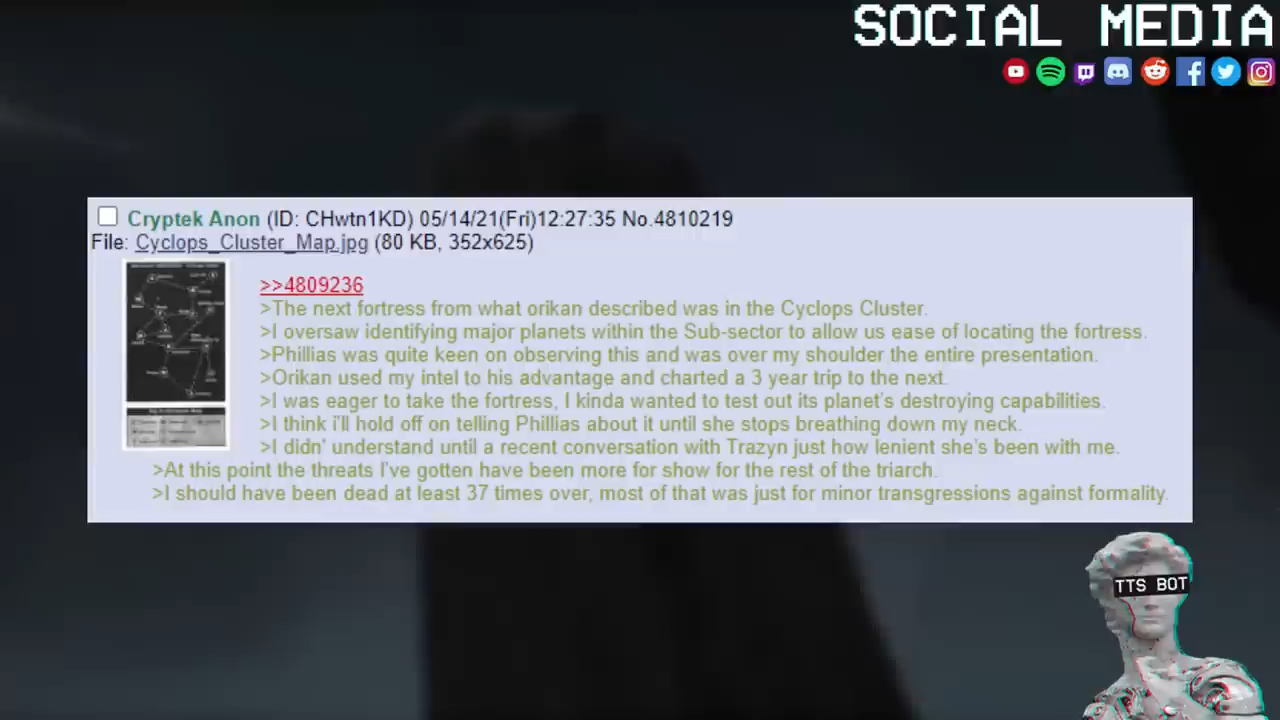 SOCIAL MEDIA
Cryptek Anon (ID: CHwtn1KD) 05/14/21(Fri)12:27:35 No.4810219
File: Cyclops_Cluster_Map.jpg (80 KB, 352x625)
>>4809236
>The next fortress from what orikan described was in the Cyclops Cluster.
>I oversaw identifying major planets within the Sub-sector to allow us ease of locating the fortress.
>Phillias was quite keen on observing this and was over my shoulder the entire presentation.
>Orikan used my intel to his advantage and charted a 3 year trip to the next.
>I was eager to take the fortress, I kinda wanted to test out its planet's destroying capabilities.
>I think i'll hold off on telling Phillias about it until she stops breathing down my neck.
>I didn' understand until a recent conversation with Trazyn just how lenient she's been with me.
>At this point the threats I've gotten have been more for show for the rest of the triarch.
>I should have been dead at least 37 times over, most of that was just for minor transgressions against formality.
TTS BOT